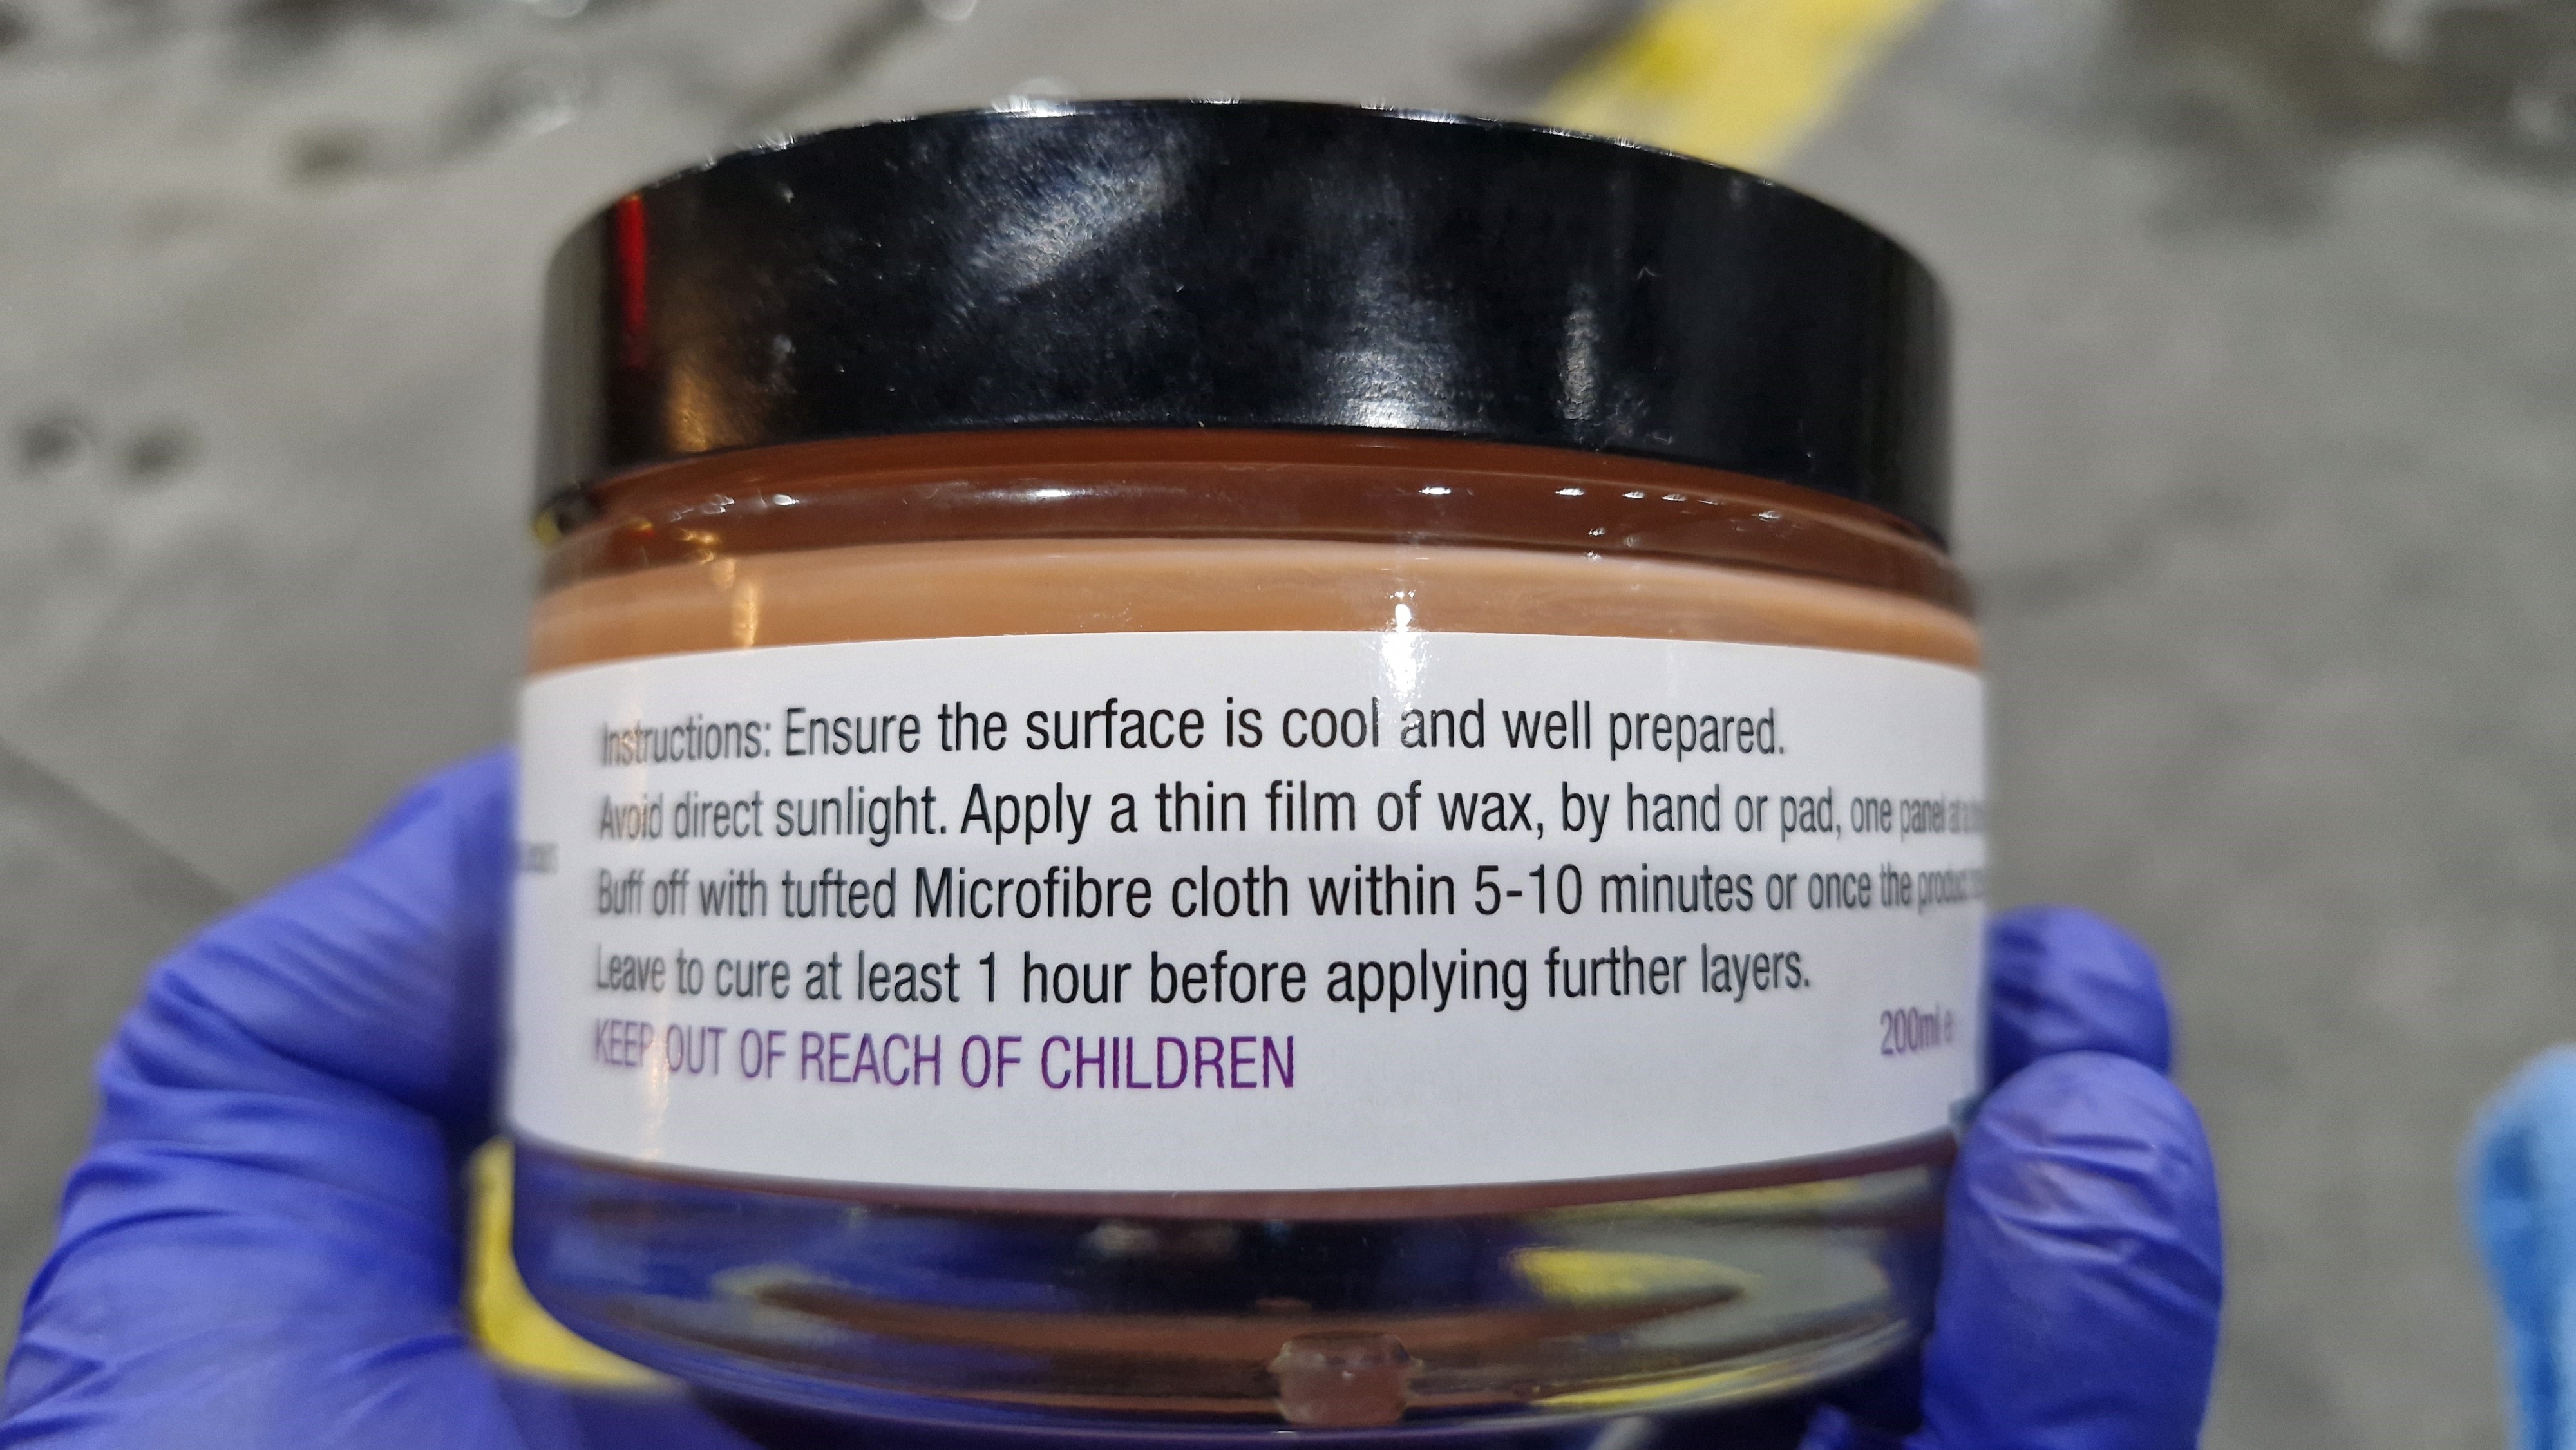 Instructions: Ensure the surface is cool and well prepared.
Avoid direct sunlight. Apply a thin film of wax, by hand or pad, one panel at a
Buff off with tufted Microfibre cloth within 5-10 minutes or once the product
Leave to cure at least 1 hour before applying further layers.
KEEP OUT OF REACH OF CHILDREN
200ml e